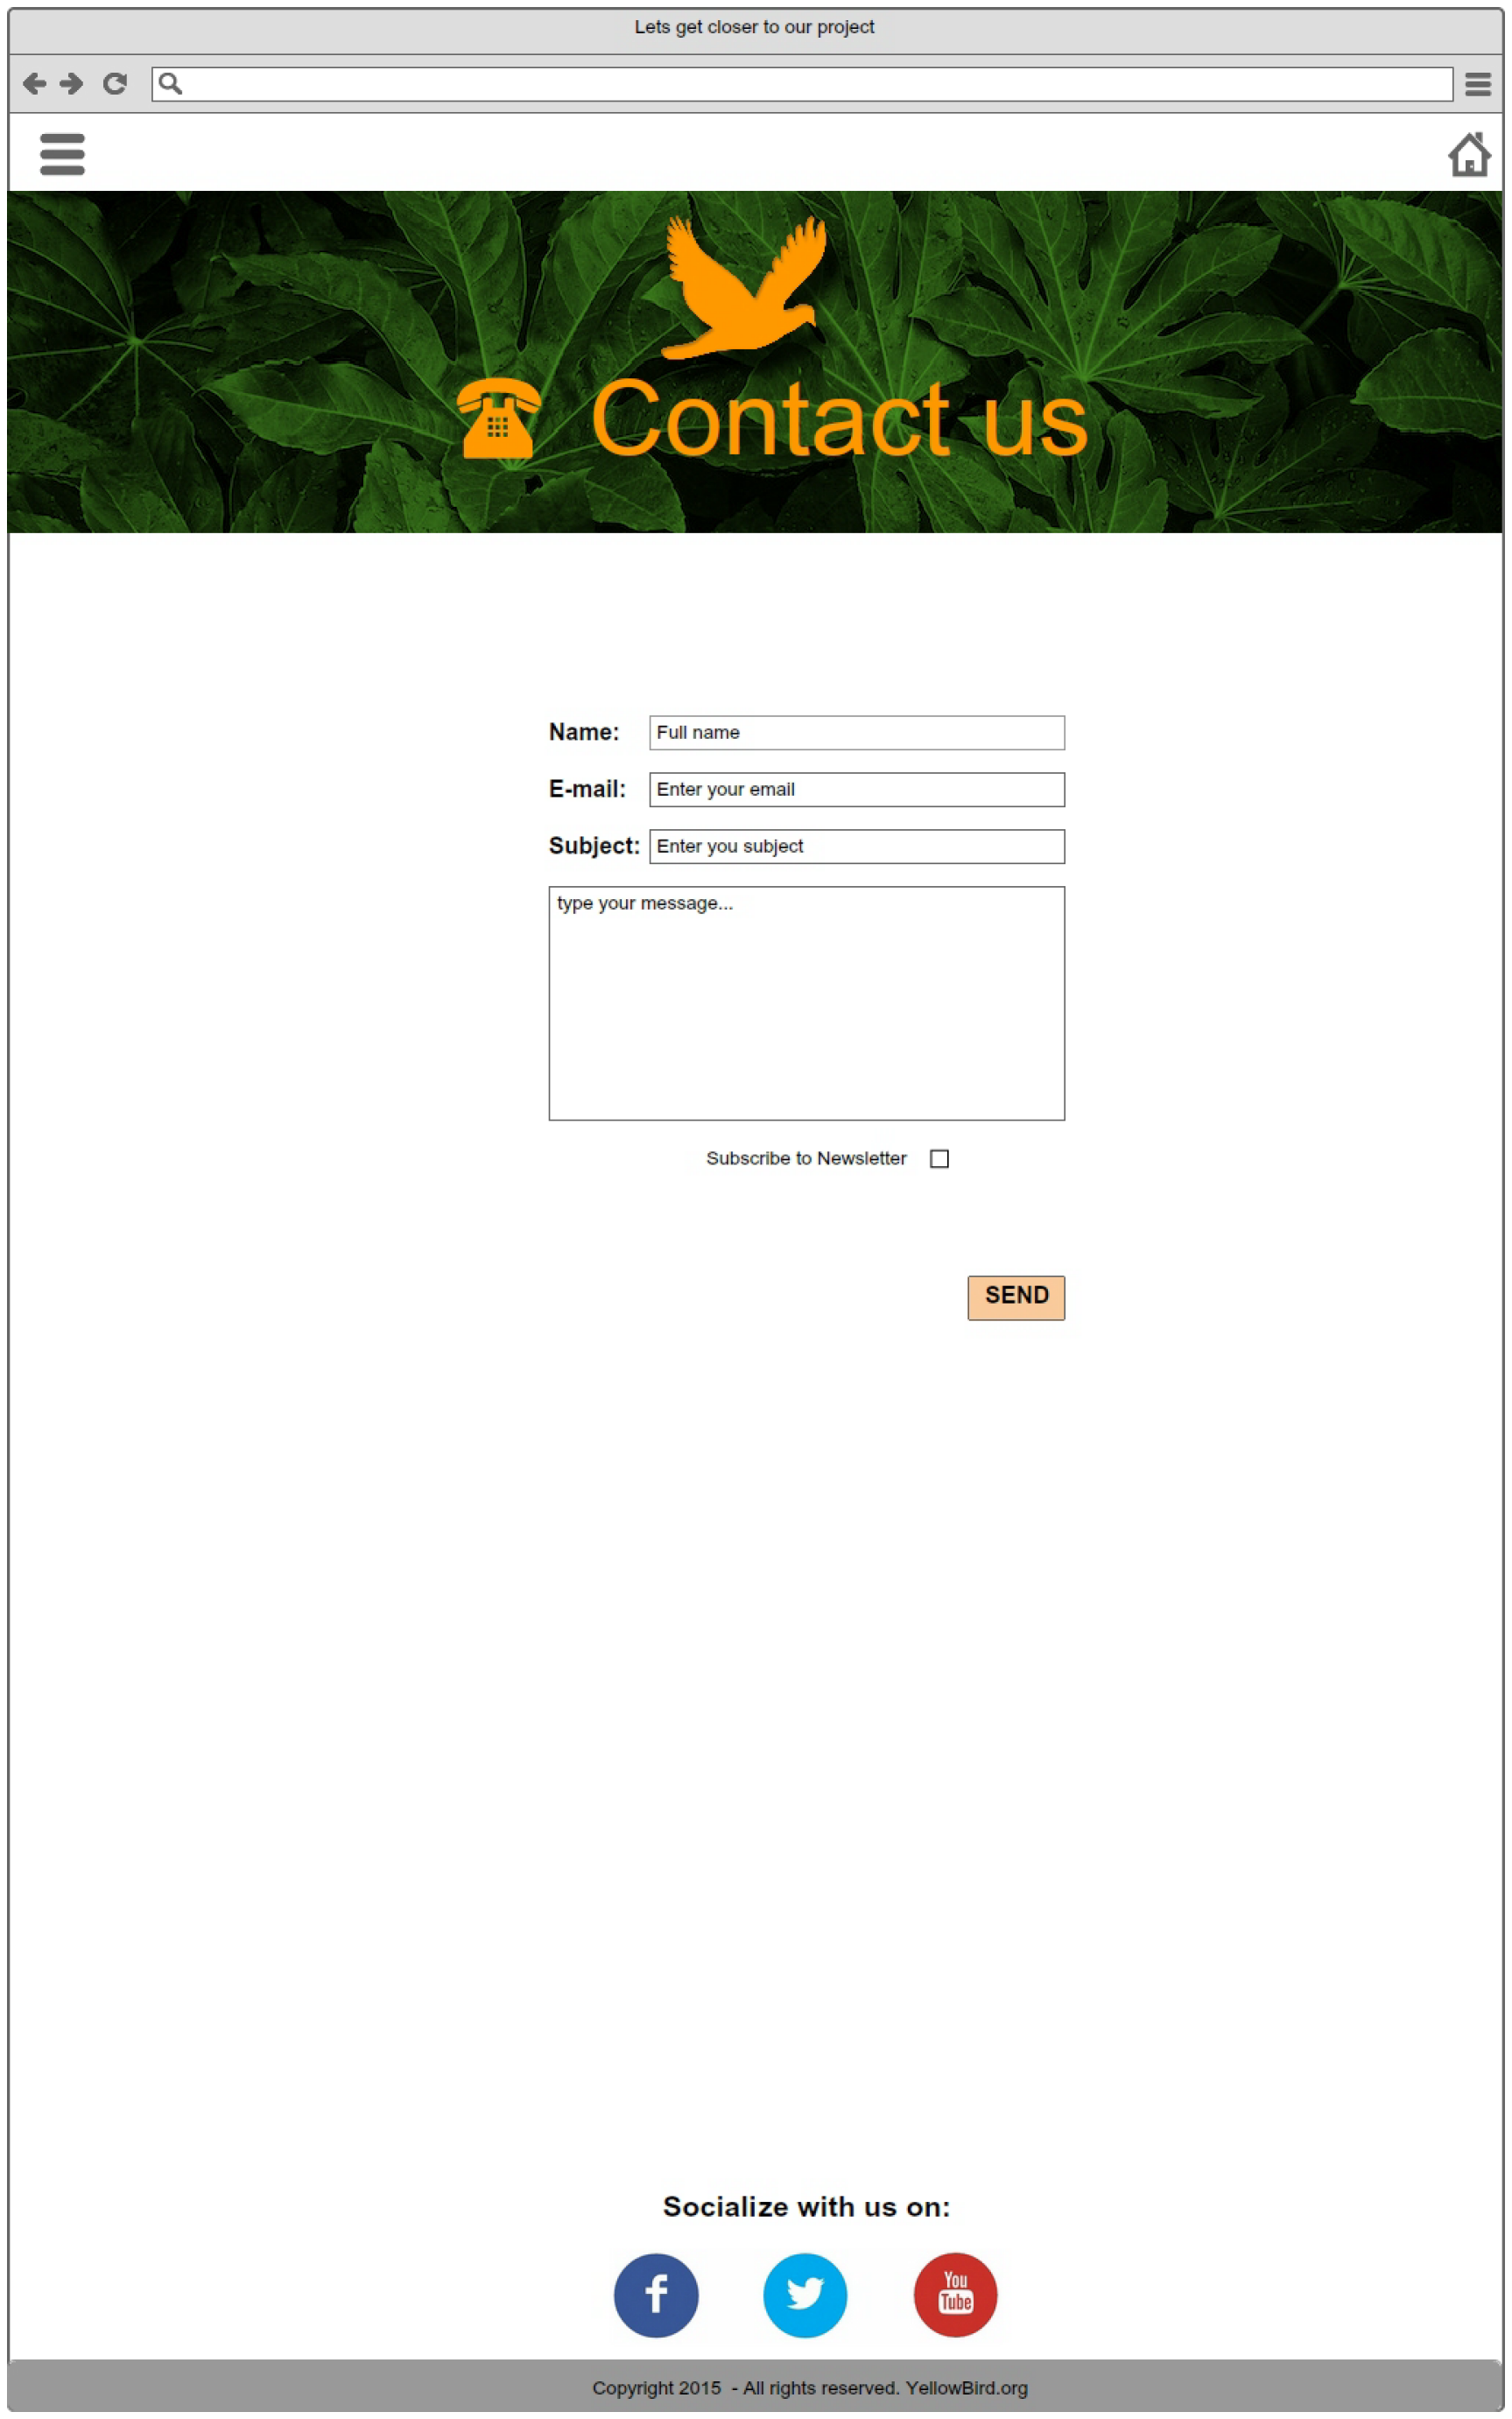 Lets get closer to our project
Contact us
Name: Full name
E-mail: Enter your email
Subject: Enter you subject
type your message...
Subscribe to Newsletter
SEND
Socialize with us on:
f
You
Tube
Copyright 2015 - All rights reserved. YellowBird.org